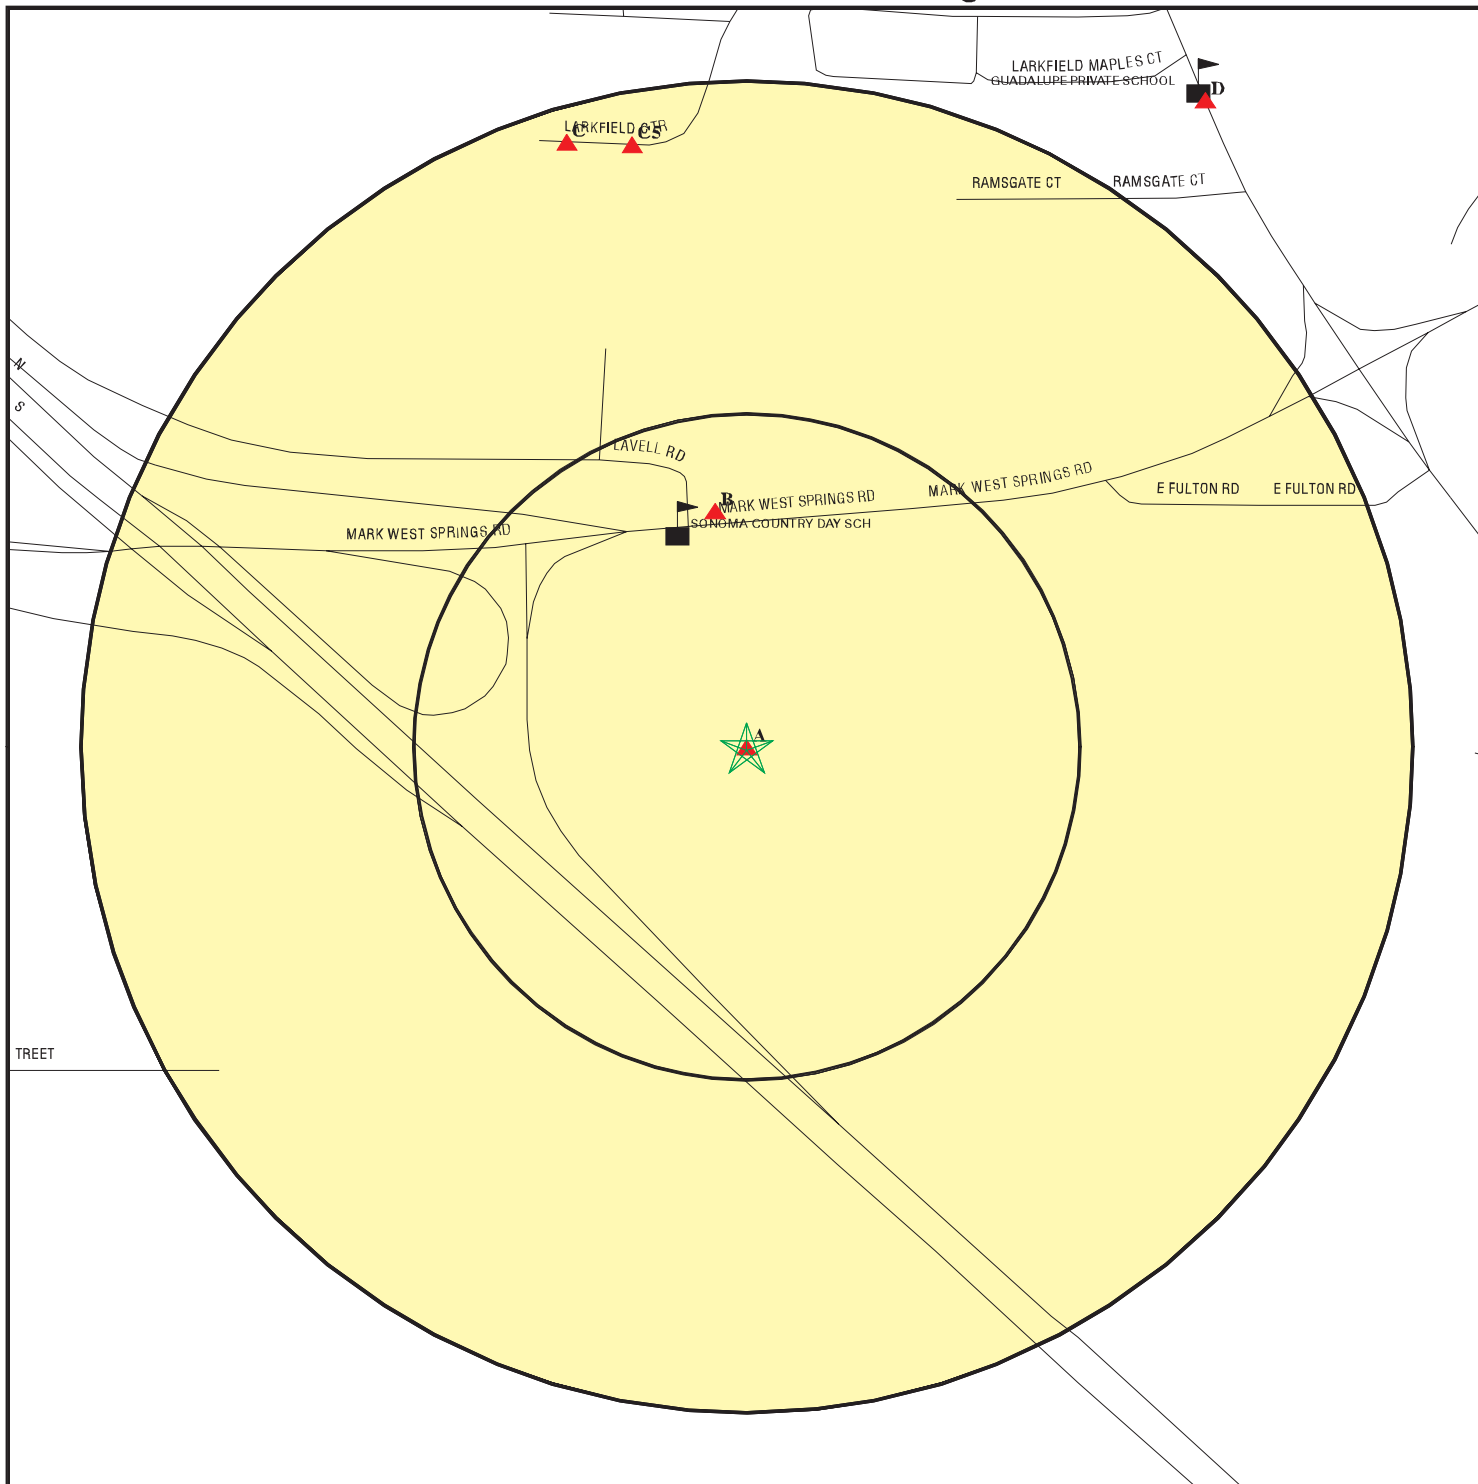 LARKFIELD MAPLES CT
GUADALUPE PRIVATE SCHOOL
D
LARKFIELD CTR
C
C5
RAMSGATE CT
RAMSGATE CT
N
S
LAVELL RD
MARK WEST SPRINGS RD
E FULTON RD
E FULTON RD
B
MARK WEST SPRINGS RD
SONOMA COUNTRY DAY SCH
MARK WEST SPRINGS RD
A
TREET